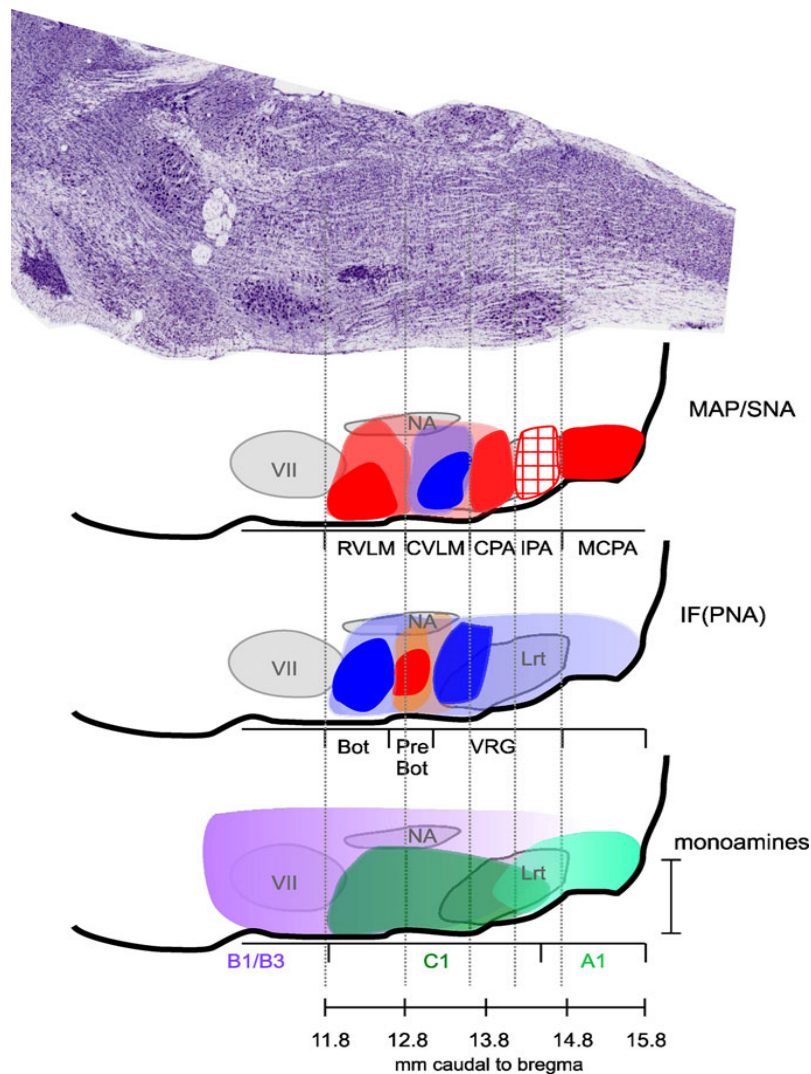 MAP/SNA
NA
VII
RVLM CVLM CPA IPA MCPA
IF(PNA)
NA
VII
Lrt
Bot Pre Bot VRG
monoamines
NA
VII
Lrt
B1/B3 C1 A1
11.8 12.8 13.8 14.8 15.8
mm caudal to bregma